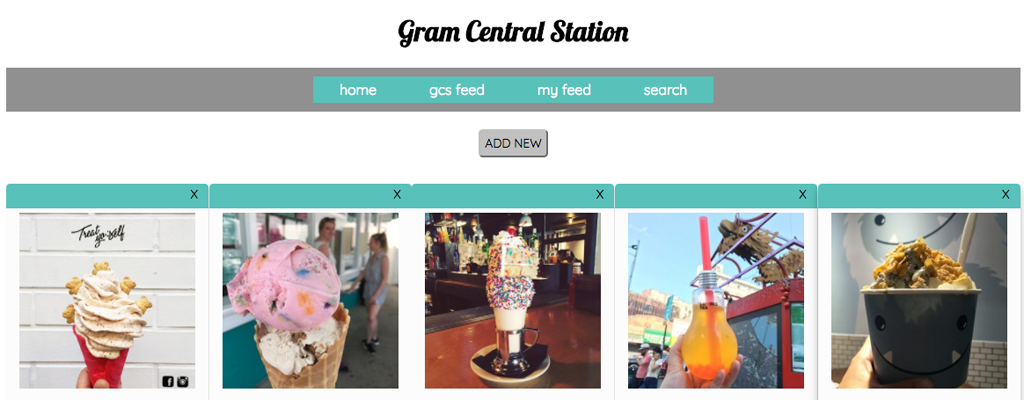 Gram Central Station
home gcs feed my feed search
ADD NEW
X X X X X
Treat
yo'self